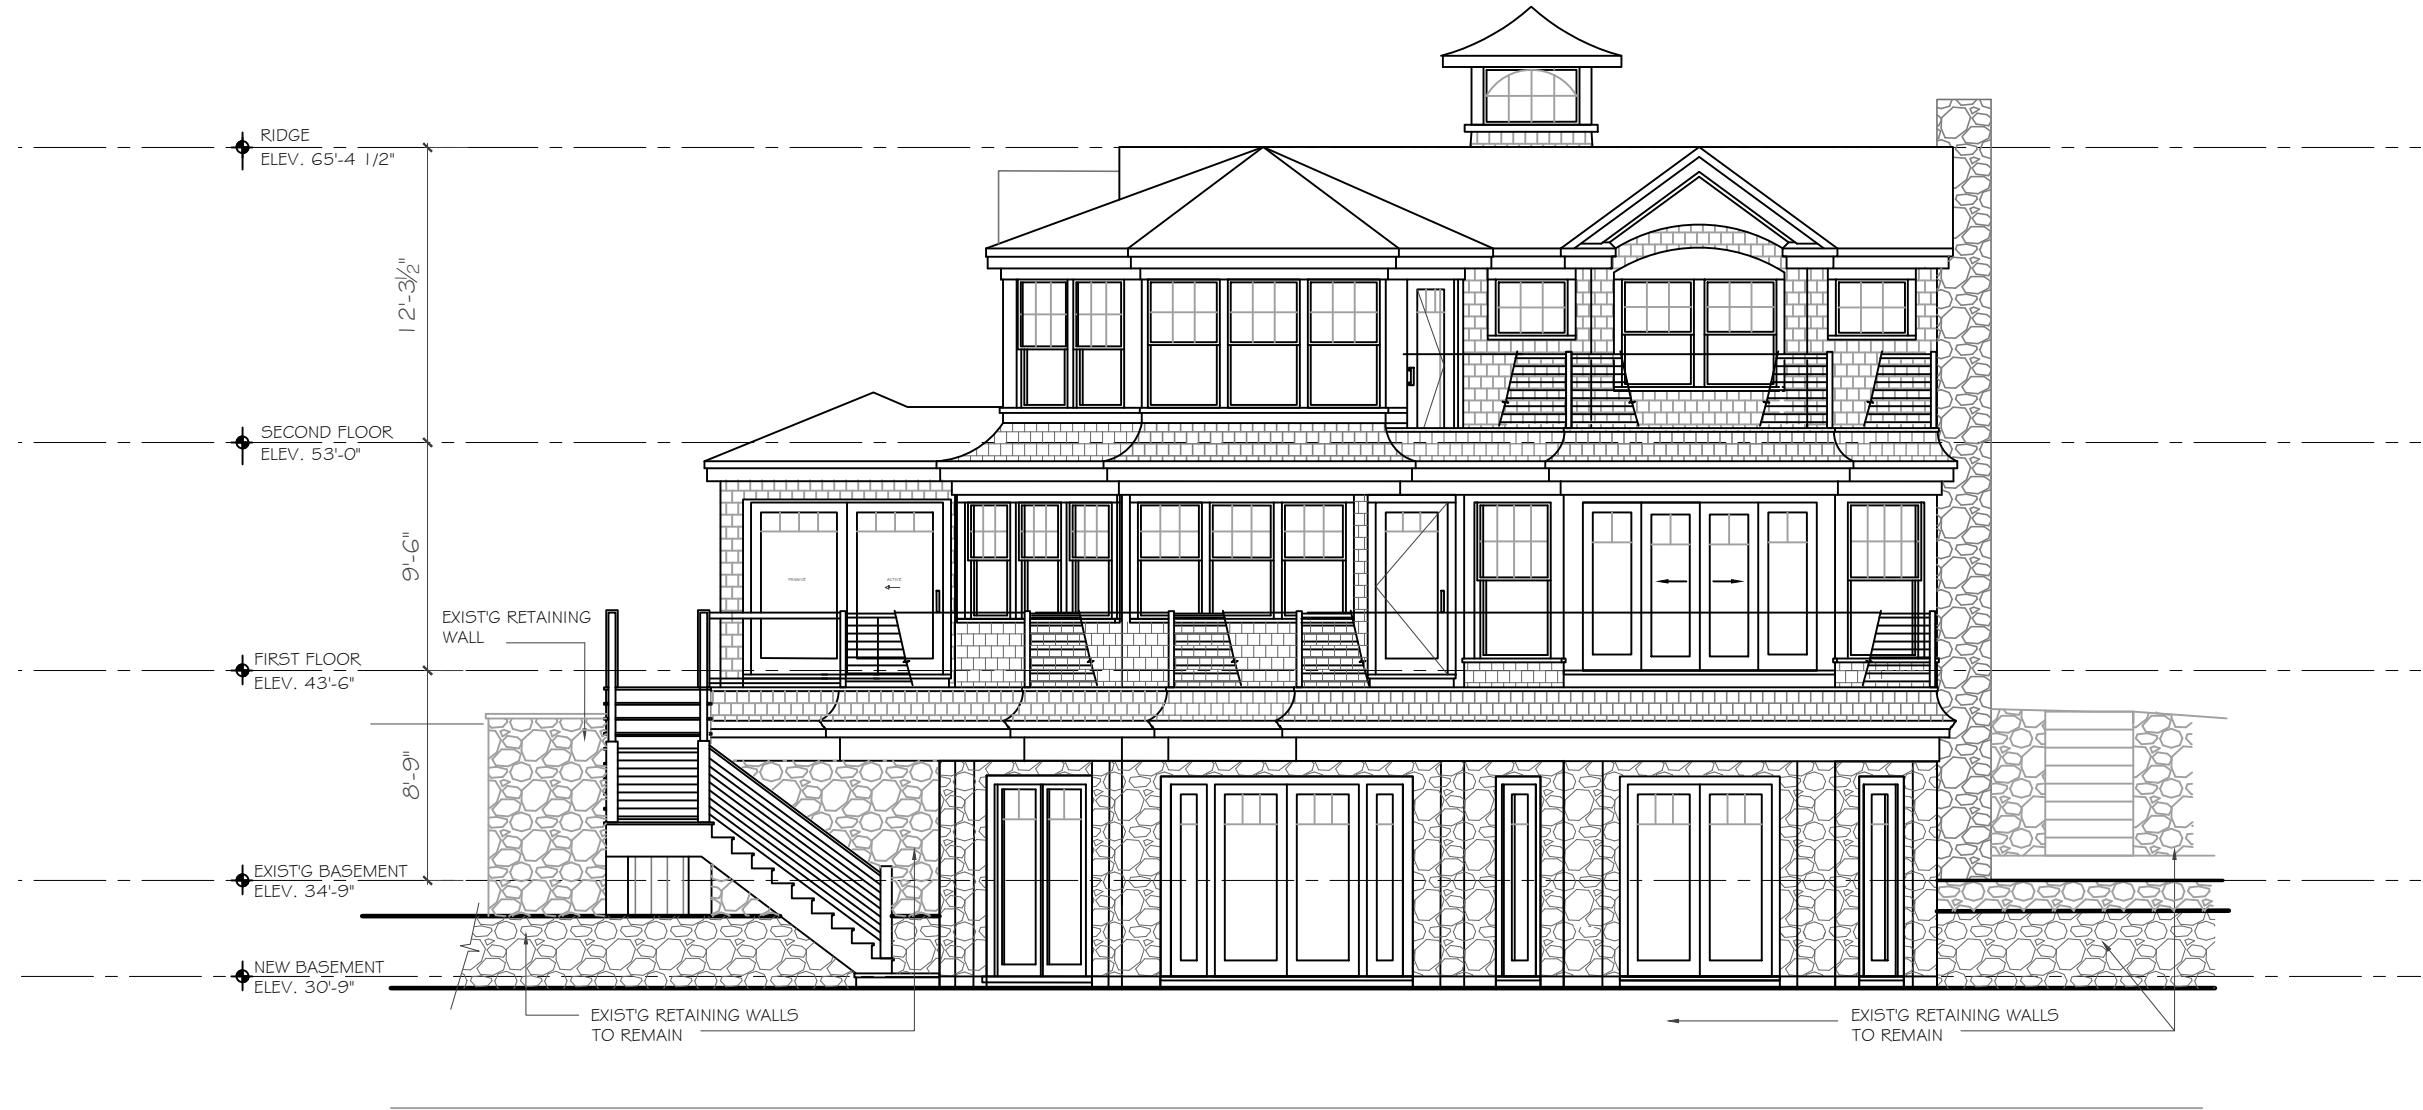 RIDGE
ELEV. 65'-4 1/2"
12'-3½"
SECOND FLOOR
ELEV. 53'-0"
9'-6"
PASSIVE
ACTIVE
EXIST'G RETAINING
WALL
FIRST FLOOR
ELEV. 43'-6"
8'-9"
EXIST'G BASEMENT
ELEV. 34'-9"
NEW BASEMENT
ELEV. 30'-9"
EXIST'G RETAINING WALLS
TO REMAIN
EXIST'G RETAINING WALLS
TO REMAIN